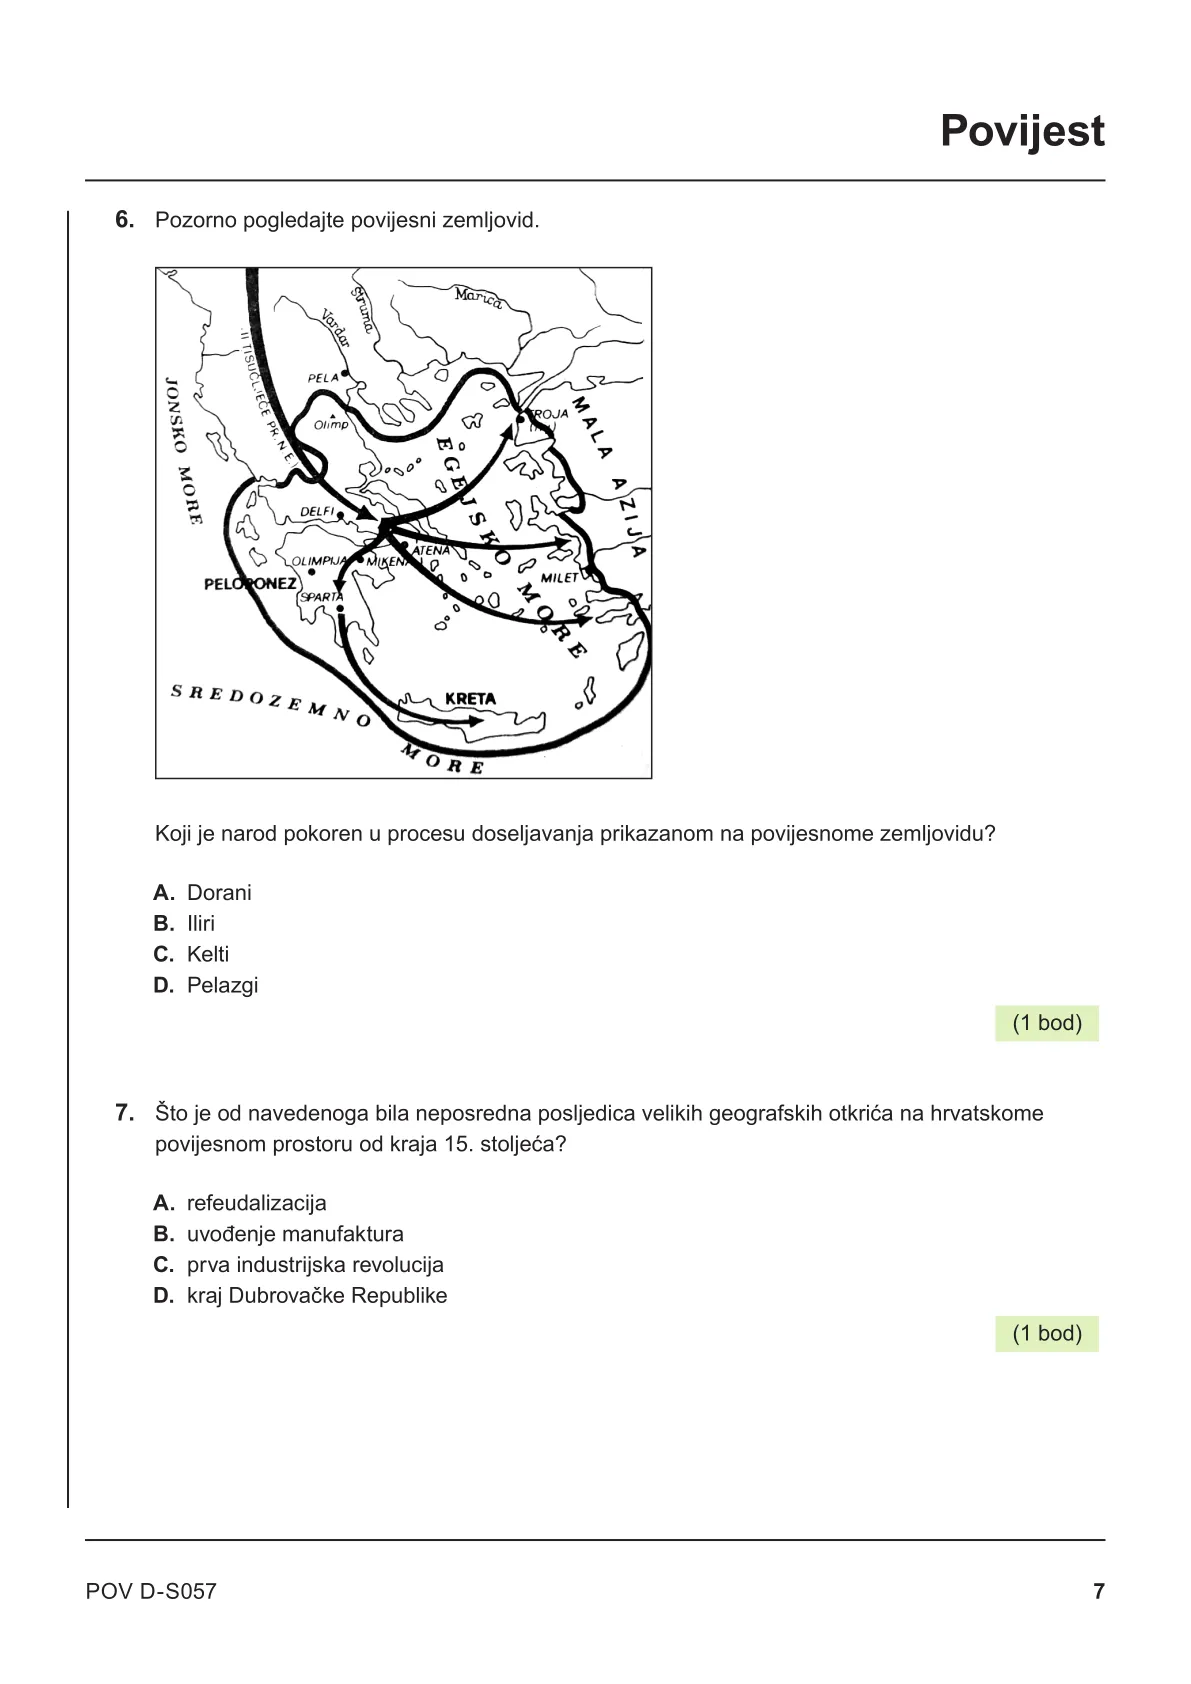 Povijest
6. Pozorno pogledajte povijesni zemljovid.
Marica
Struma
Vardar
II TISUĆLJEĆE PR. N. E.
PELA
JONSKO MORE
Olimp
TROJA
MALA AZIJA
EGEJSKO MORE
DELFI
ATENA
OLIMPIJA
MIKENA
PELOPONEZ
MILET
SPARTA
KRETA
SREDOZEMNO
MORE
Koji je narod pokoren u procesu doseljavanja prikazanom na povijesnome zemljovidu?
A. Dorani
B. Iliri
C. Kelti
D. Pelazgi
(1 bod)
7. Što je od navedenoga bila neposredna posljedica velikih geografskih otkrića na hrvatskome
povijesnom prostoru od kraja 15. stoljeća?
A. refeudalizacija
B. uvođenje manufaktura
C. prva industrijska revolucija
D. kraj Dubrovačke Republike
(1 bod)
POV D-S057
7